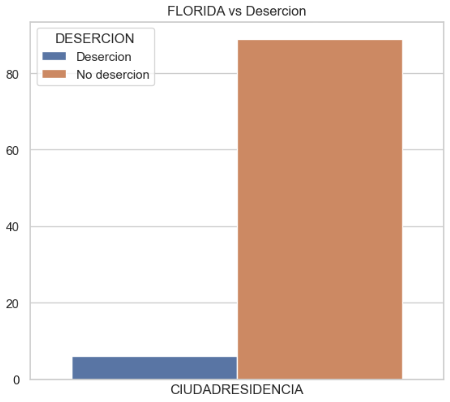 FLORIDA vs Desercion
DESERCION
Desercion
No desercion
80
60
40
20
0
CIUDADRESIDENCIA